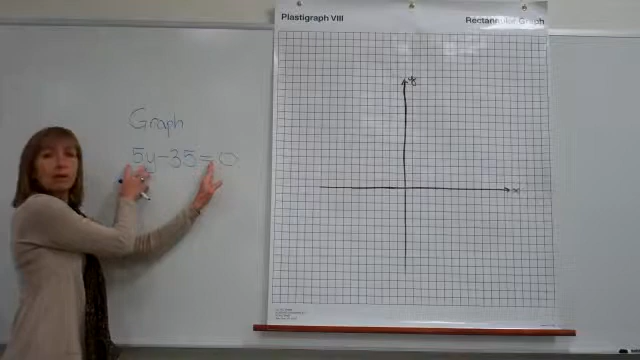 Plastigraph VIII
Rectangular Graph
Graph
5y-35=0
y
x